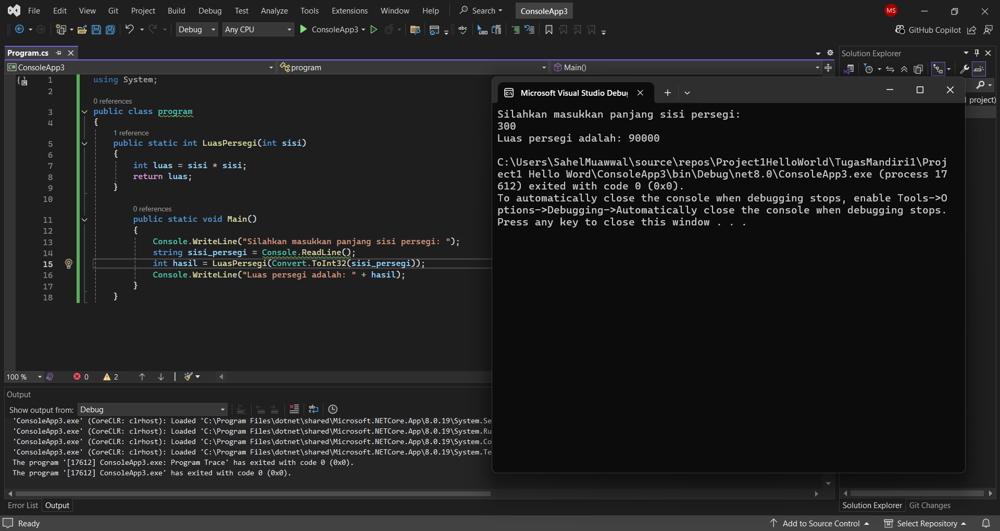 File Edit View Git Project Build Debug Test Analyze Tools Extensions Window Help Search ConsoleApp3 MS
Debug Any CPU ConsoleApp3 GitHub Copilot
Program.cs
ConsoleApp3 program Main()
1 using System;
2
0 references
3 public class program
4 {
1 reference
5 public static int LuasPersegi(int sisi)
6 {
7 int luas = sisi * sisi;
8 return luas;
9 }
10
0 references
11 public static void Main()
12 {
13 Console.WriteLine("Silahkan masukkan panjang sisi persegi: ");
14 string sisi_persegi = Console.ReadLine();
15 int hasil = LuasPersegi(Convert.ToInt32(sisi_persegi));
16 Console.WriteLine("Luas persegi adalah: " + hasil);
17 }
18 }
100 % 0 2
Output
Show output from: Debug
'ConsoleApp3.exe' (CoreCLR: clrhost): Loaded 'C:\Program Files\dotnet\shared\Microsoft.NETCore.App\8.0.19\System.Se
'ConsoleApp3.exe' (CoreCLR: clrhost): Loaded 'C:\Program Files\dotnet\shared\Microsoft.NETCore.App\8.0.19\System.Ru
'ConsoleApp3.exe' (CoreCLR: clrhost): Loaded 'C:\Program Files\dotnet\shared\Microsoft.NETCore.App\8.0.19\System.Co
'ConsoleApp3.exe' (CoreCLR: clrhost): Loaded 'C:\Program Files\dotnet\shared\Microsoft.NETCore.App\8.0.19\System.Te
The program '[17612] ConsoleApp3.exe: Program Trace' has exited with code 0 (0x0).
The program '[17612] ConsoleApp3.exe' has exited with code 0 (0x0).
Error List Output
Microsoft Visual Studio Debug
Silahkan masukkan panjang sisi persegi:
300
Luas persegi adalah: 90000
C:\Users\SahelMuawwal\source\repos\Project1HelloWorld\TugasMandiri1\Proj
ect1 Hello Word\ConsoleApp3\bin\Debug\net8.0\ConsoleApp3.exe (process 17
612) exited with code 0 (0x0).
To automatically close the console when debugging stops, enable Tools->O
ptions->Debugging->Automatically close the console when debugging stops.
Press any key to close this window . . .
Solution Explorer
project)
Solution Explorer Git Changes
Ready Add to Source Control Select Repository